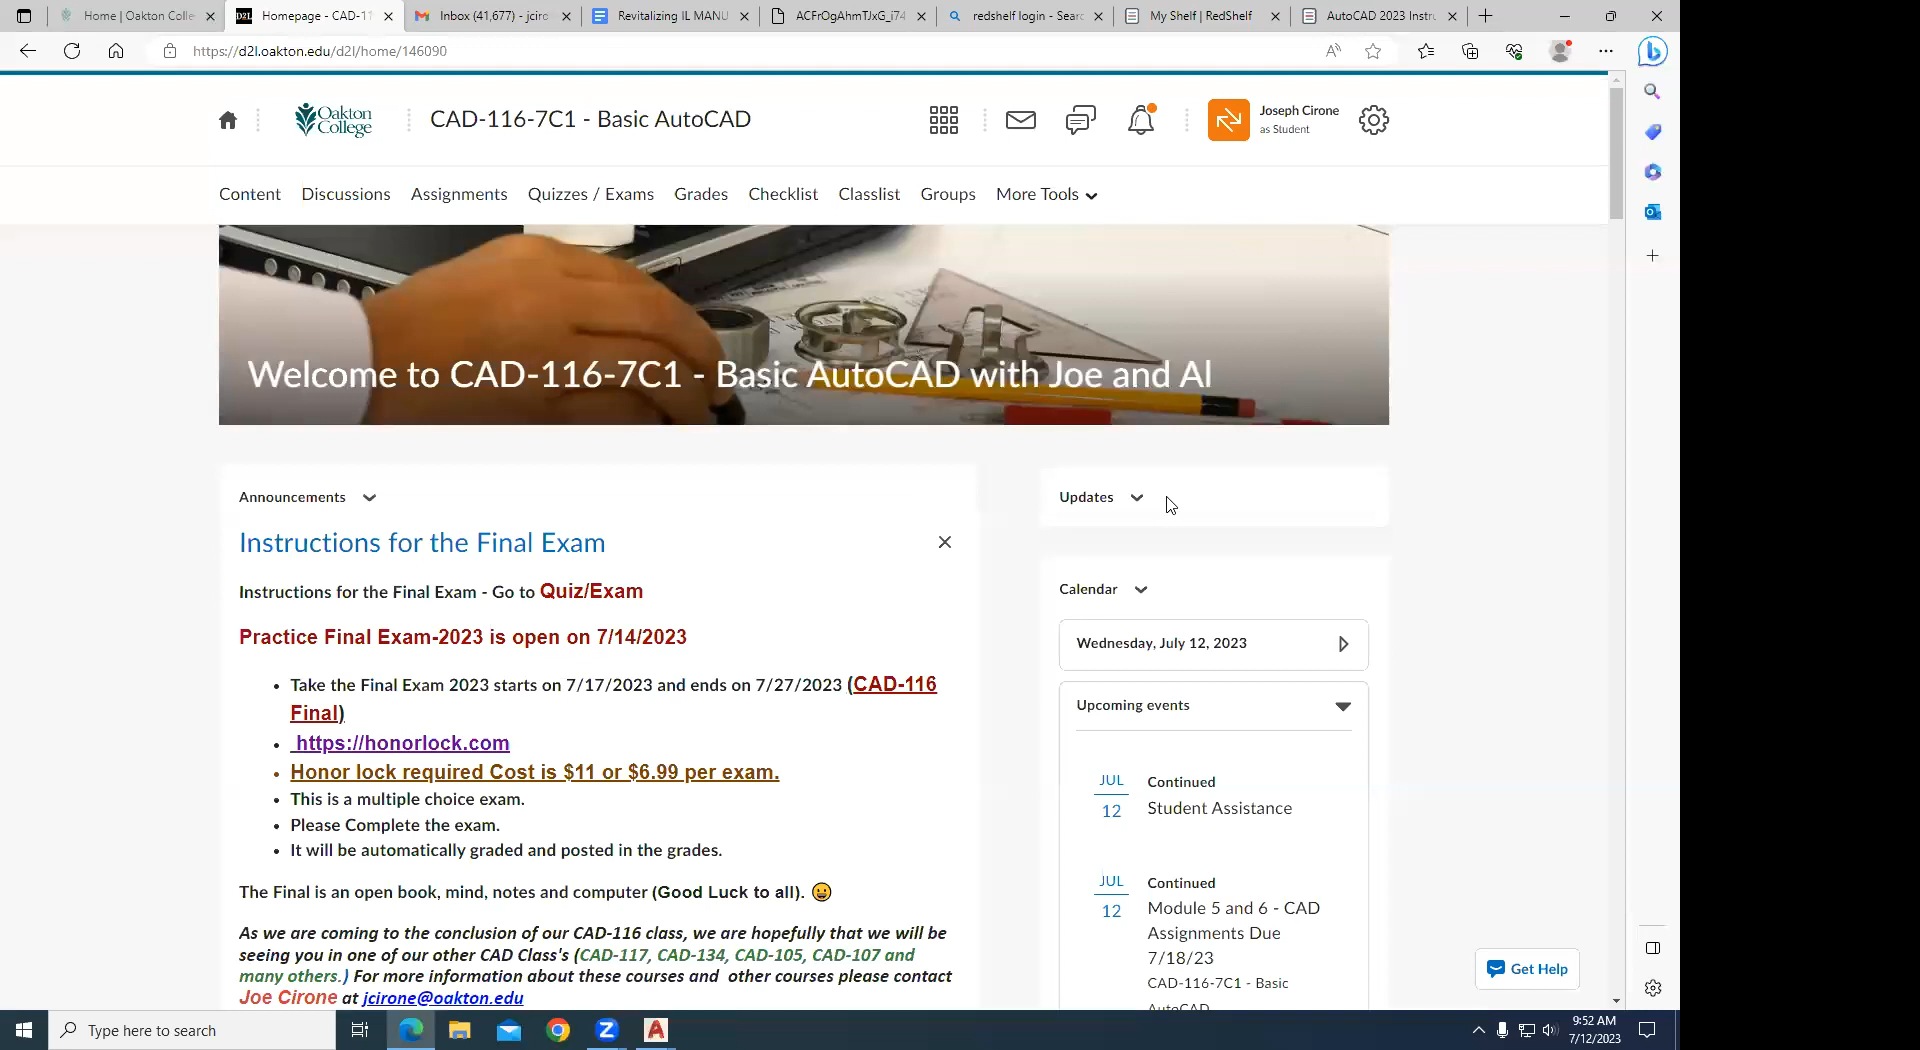 Home | Oakton Colle
Homepage - CAD-11
Inbox (41,677) - jciro
Revitalizing IL MANU
ACFrOgAhmTJxG_i74
redshelf login - Searc
My Shelf | RedShelf
AutoCAD 2023 Instru
https://d2l.oakton.edu/d2l/home/146090
Oakton College
CAD-116-7C1 - Basic AutoCAD
Joseph Cirone
as Student
Content Discussions Assignments Quizzes / Exams Grades Checklist Classlist Groups More Tools
Welcome to CAD-116-7C1 - Basic AutoCAD with Joe and Al
Announcements
Instructions for the Final Exam
Instructions for the Final Exam - Go to Quiz/Exam
Practice Final Exam-2023 is open on 7/14/2023
Take the Final Exam 2023 starts on 7/17/2023 and ends on 7/27/2023 (CAD-116
Final)
https://honorlock.com
Honor lock required Cost is $11 or $6.99 per exam.
This is a multiple choice exam.
Please Complete the exam.
It will be automatically graded and posted in the grades.
The Final is an open book, mind, notes and computer (Good Luck to all). 😀
As we are coming to the conclusion of our CAD-116 class, we are hopefully that we will be
seeing you in one of our other CAD Class's (CAD-117, CAD-134, CAD-105, CAD-107 and
many others.) For more information about these courses and other courses please contact
Joe Cirone at jcirone@oakton.edu
Updates
Calendar
Wednesday, July 12, 2023
Upcoming events
JUL
12
Continued
Student Assistance
JUL
12
Continued
Module 5 and 6 - CAD
Assignments Due
7/18/23
CAD-116-7C1 - Basic
AutoCAD
Get Help
Type here to search
9:52 AM
7/12/2023